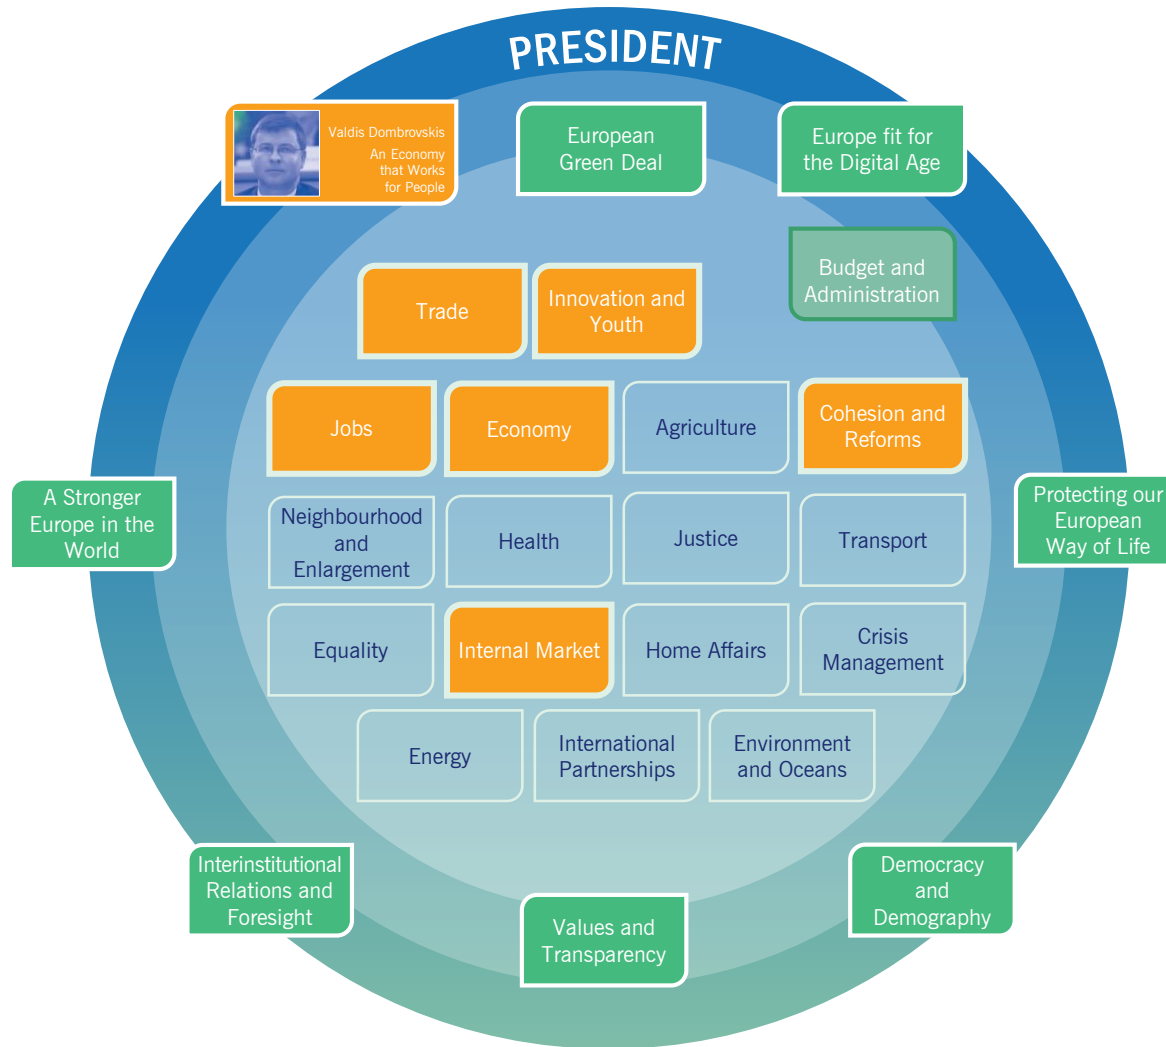 PRESIDENT
Valdis Dombrovskis
An Economy
that Works
for People
European
Green Deal
Europe fit for
the Digital Age
Budget and
Administration
Trade
Innovation and
Youth
Jobs
Economy
Agriculture
Cohesion and
Reforms
A Stronger
Europe in the
World
Neighbourhood
and
Enlargement
Health
Justice
Transport
Protecting our
European
Way of Life
Equality
Internal Market
Home Affairs
Crisis
Management
Energy
International
Partnerships
Environment
and Oceans
Interinstitutional
Relations and
Foresight
Values and
Transparency
Democracy
and
Demography